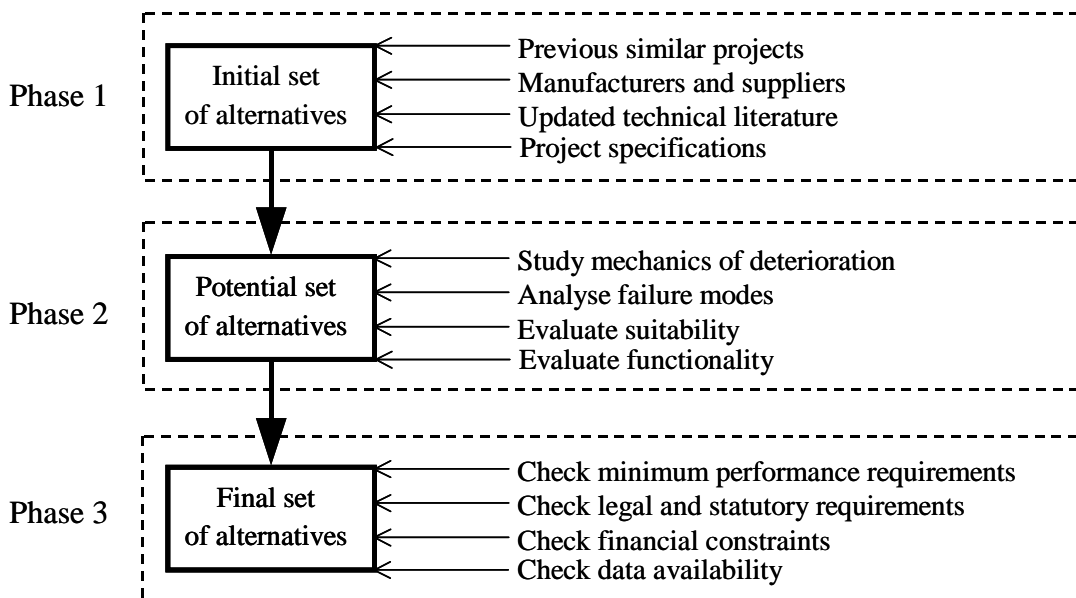 Phase 1
Initial set
of alternatives
Previous similar projects
Manufacturers and suppliers
Updated technical literature
Project specifications
Phase 2
Potential set
of alternatives
Study mechanics of deterioration
Analyse failure modes
Evaluate suitability
Evaluate functionality
Phase 3
Final set
of alternatives
Check minimum performance requirements
Check legal and statutory requirements
Check financial constraints
Check data availability